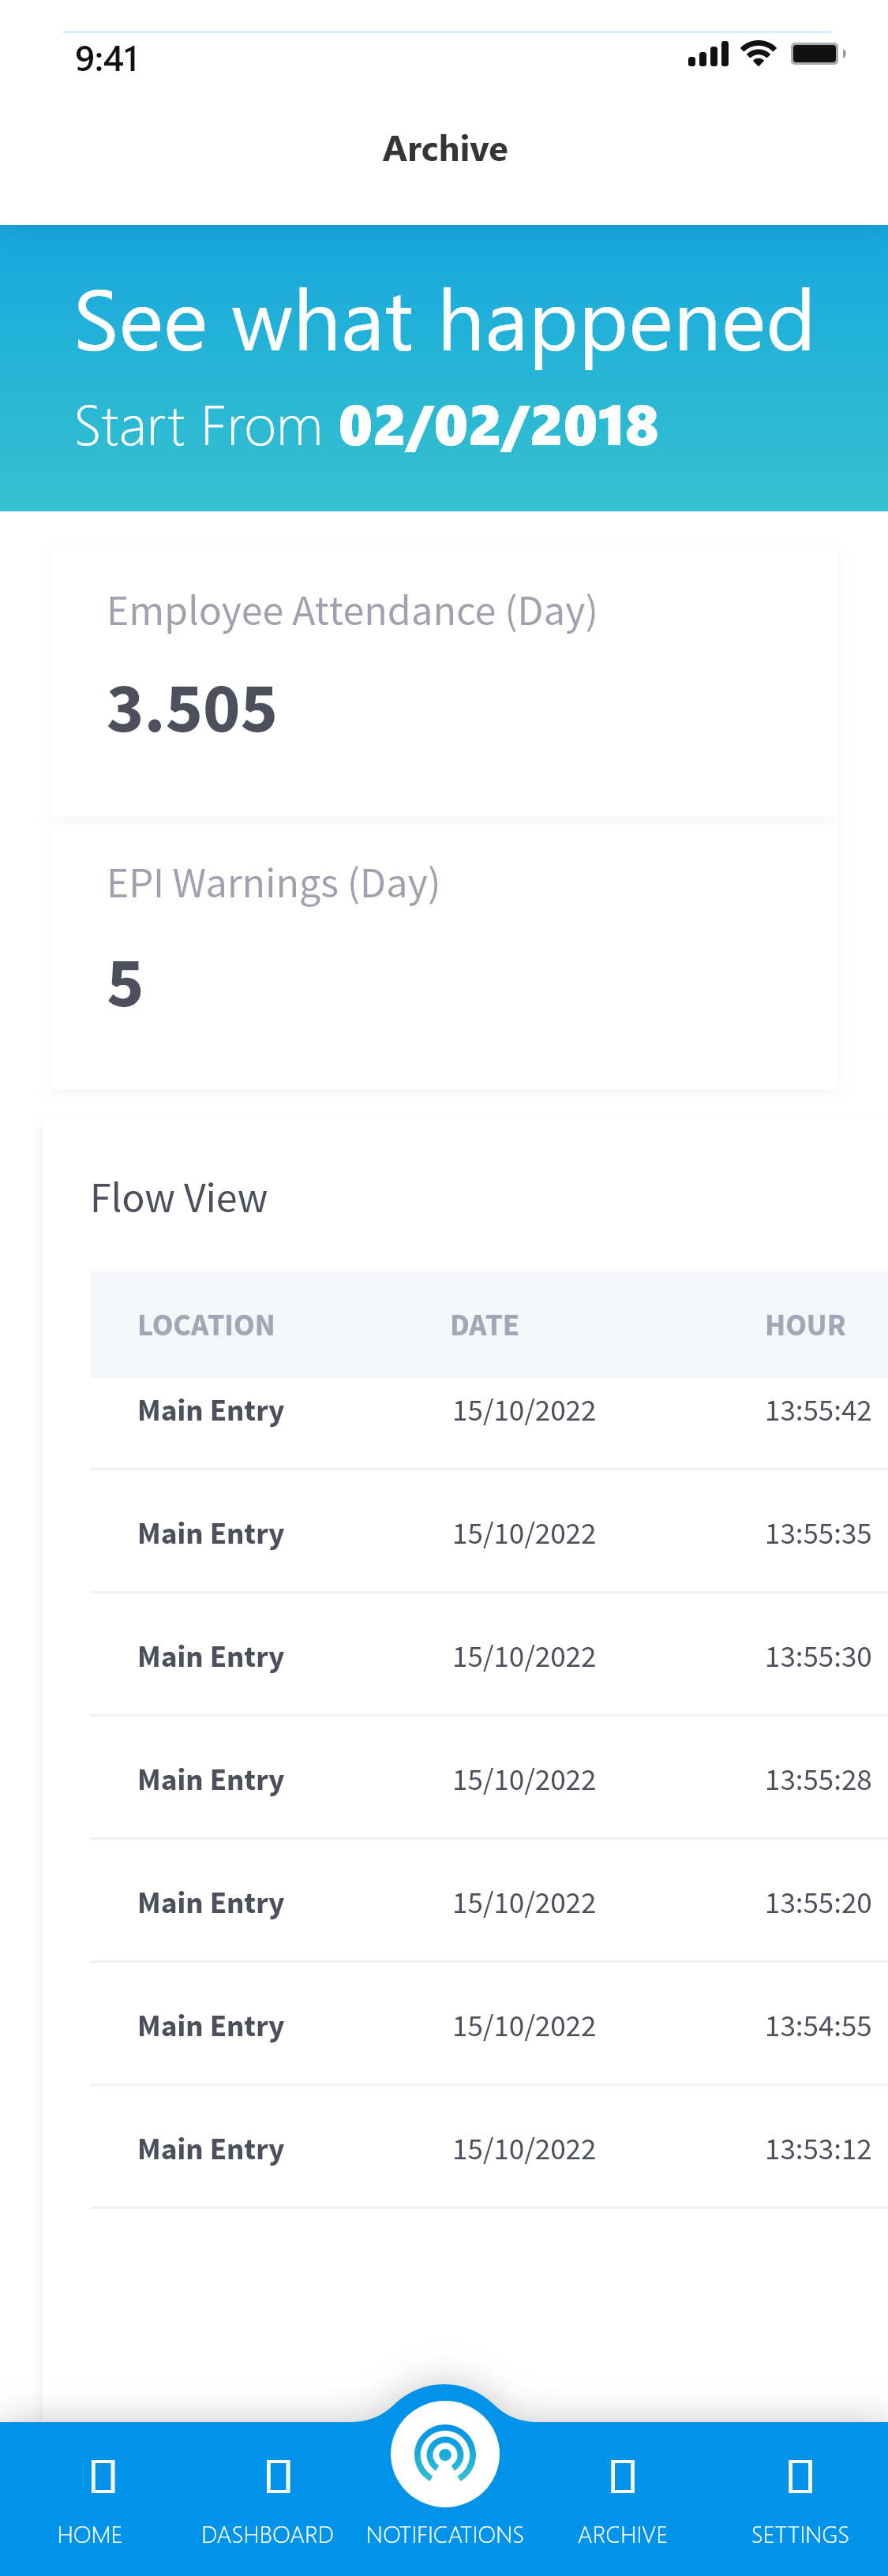 9:41
Archive
See what happened
Start From 02/02/2018
Employee Attendance (Day)
3.505
EPI Warnings (Day)
5
Flow View
LOCATION DATE HOUR
Main Entry 15/10/2022 13:55:42
Main Entry 15/10/2022 13:55:35
Main Entry 15/10/2022 13:55:30
Main Entry 15/10/2022 13:55:28
Main Entry 15/10/2022 13:55:20
Main Entry 15/10/2022 13:54:55
Main Entry 15/10/2022 13:53:12
HOME DASHBOARD NOTIFICATIONS ARCHIVE SETTINGS